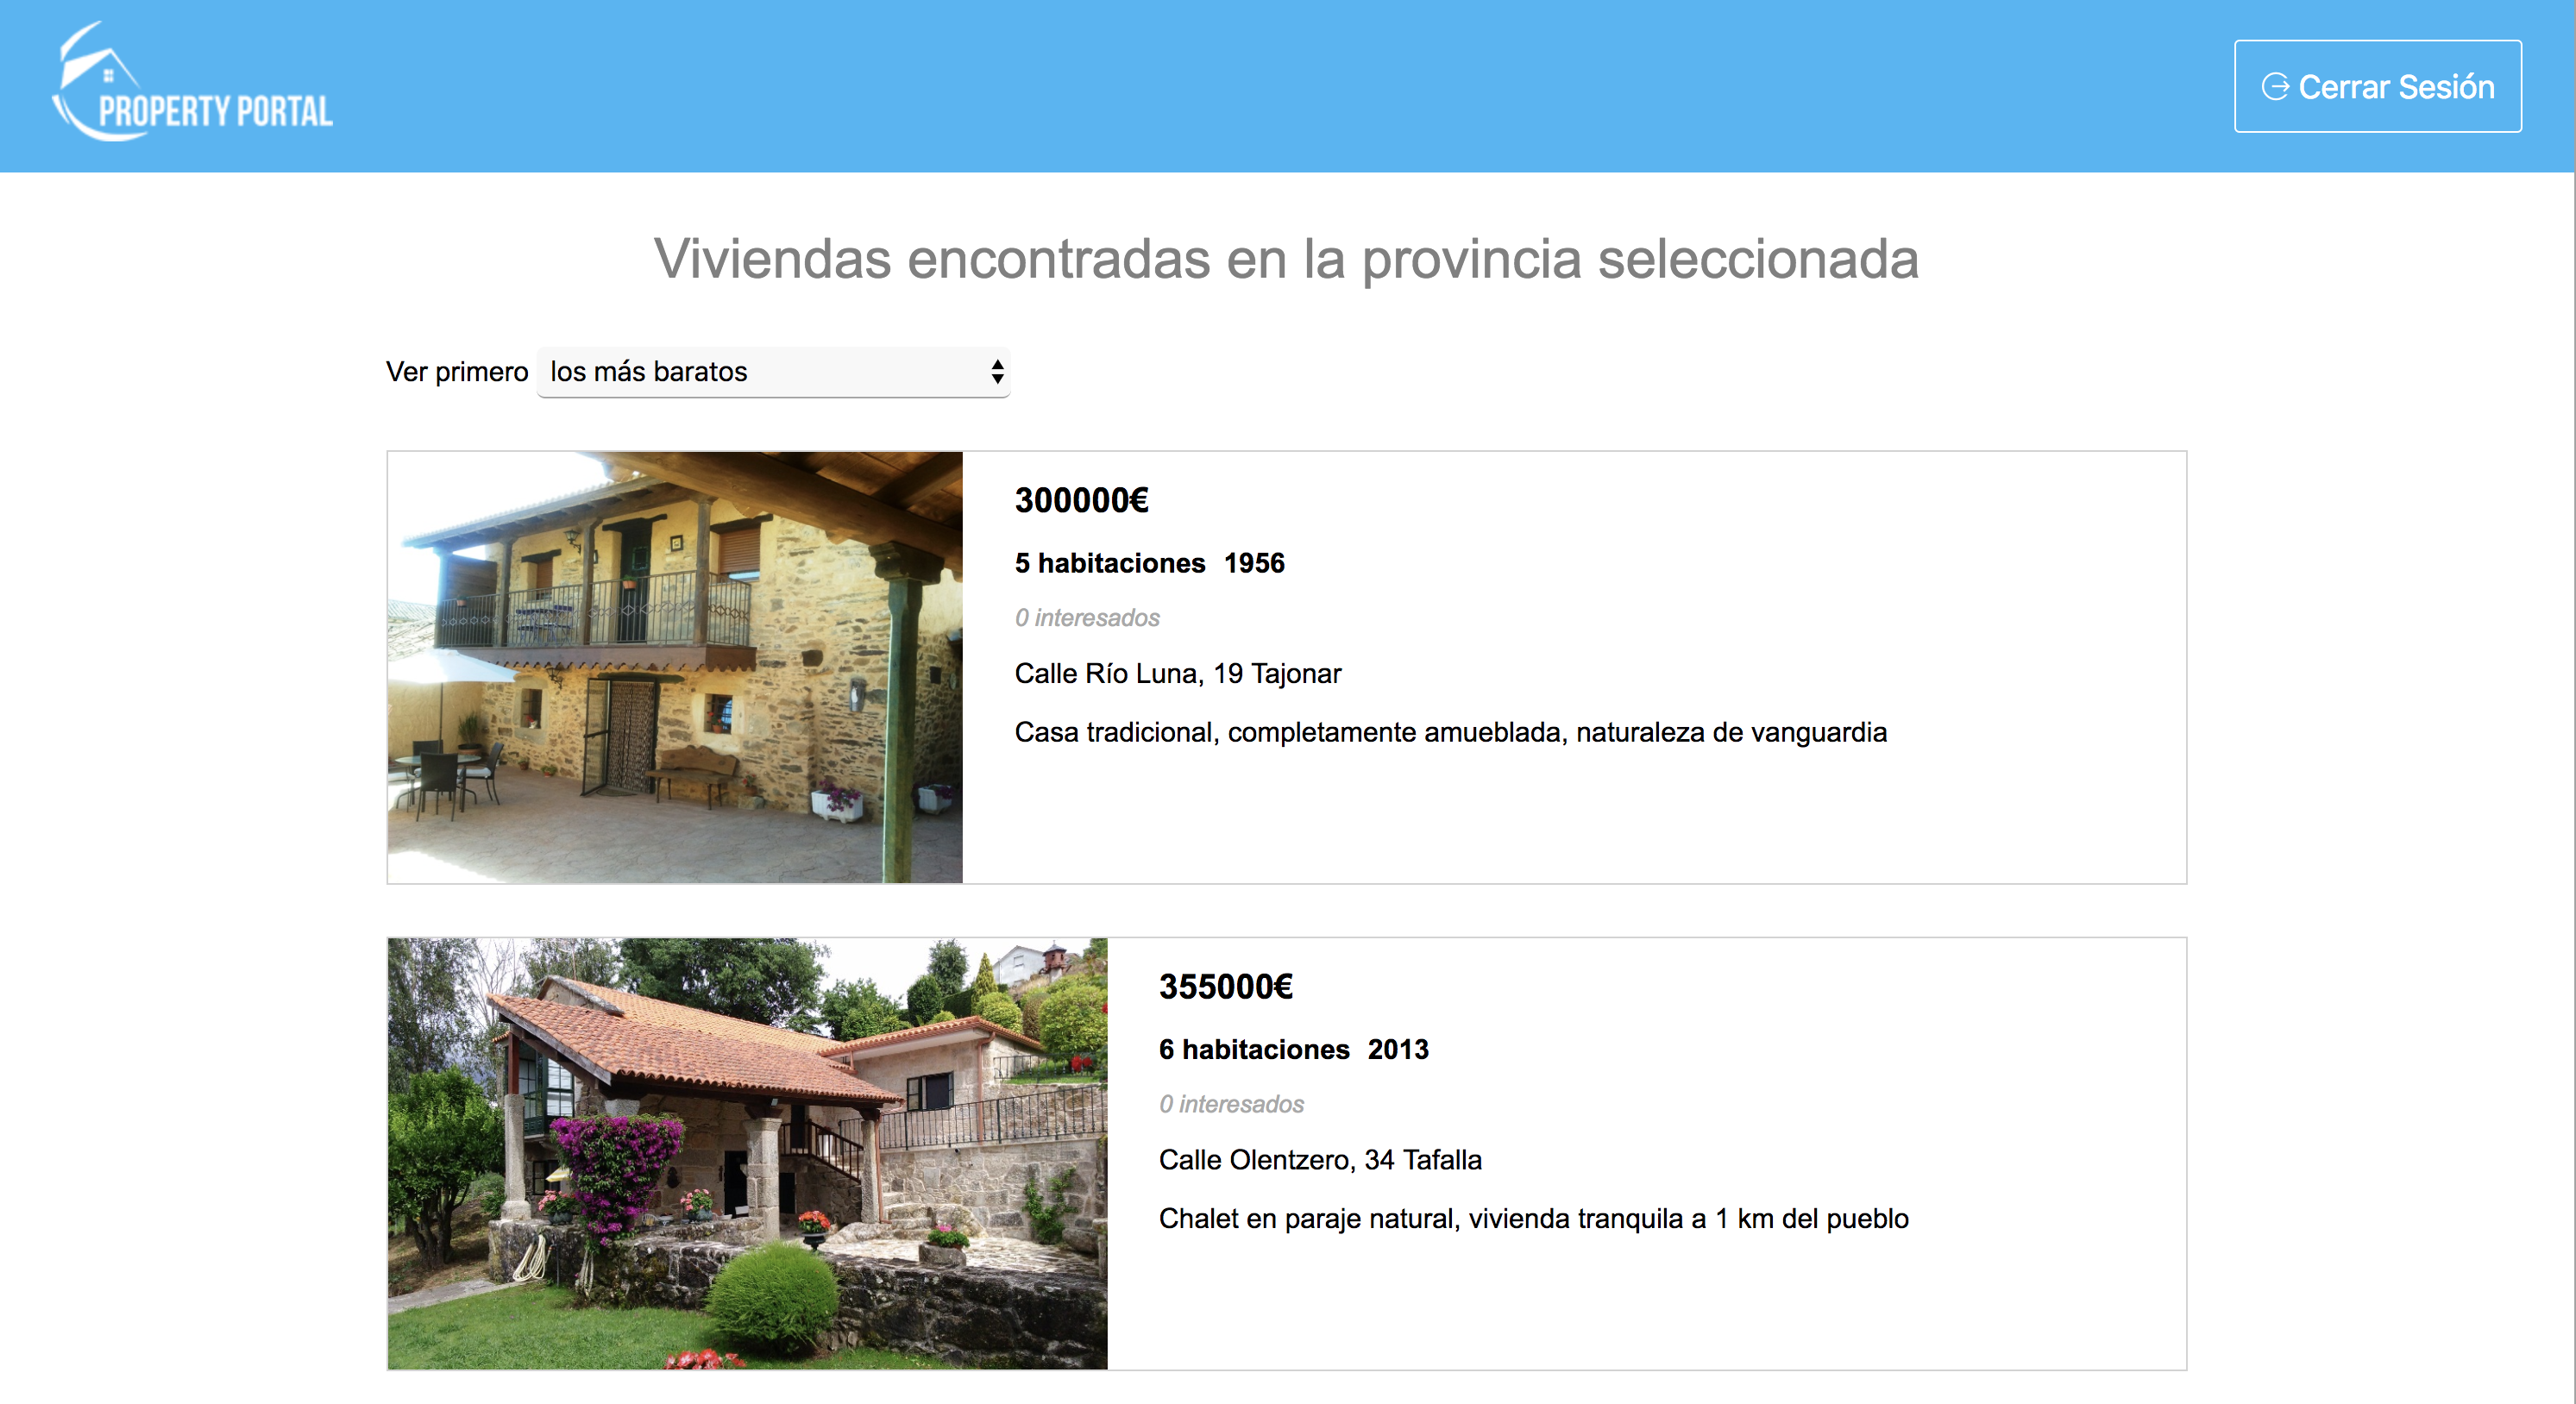 PROPERTY PORTAL
Cerrar Sesión
Viviendas encontradas en la provincia seleccionada
Ver primero los más baratos
300000€
5 habitaciones 1956
0 interesados
Calle Río Luna, 19 Tajonar
Casa tradicional, completamente amueblada, naturaleza de vanguardia
355000€
6 habitaciones 2013
0 interesados
Calle Olentzero, 34 Tafalla
Chalet en paraje natural, vivienda tranquila a 1 km del pueblo